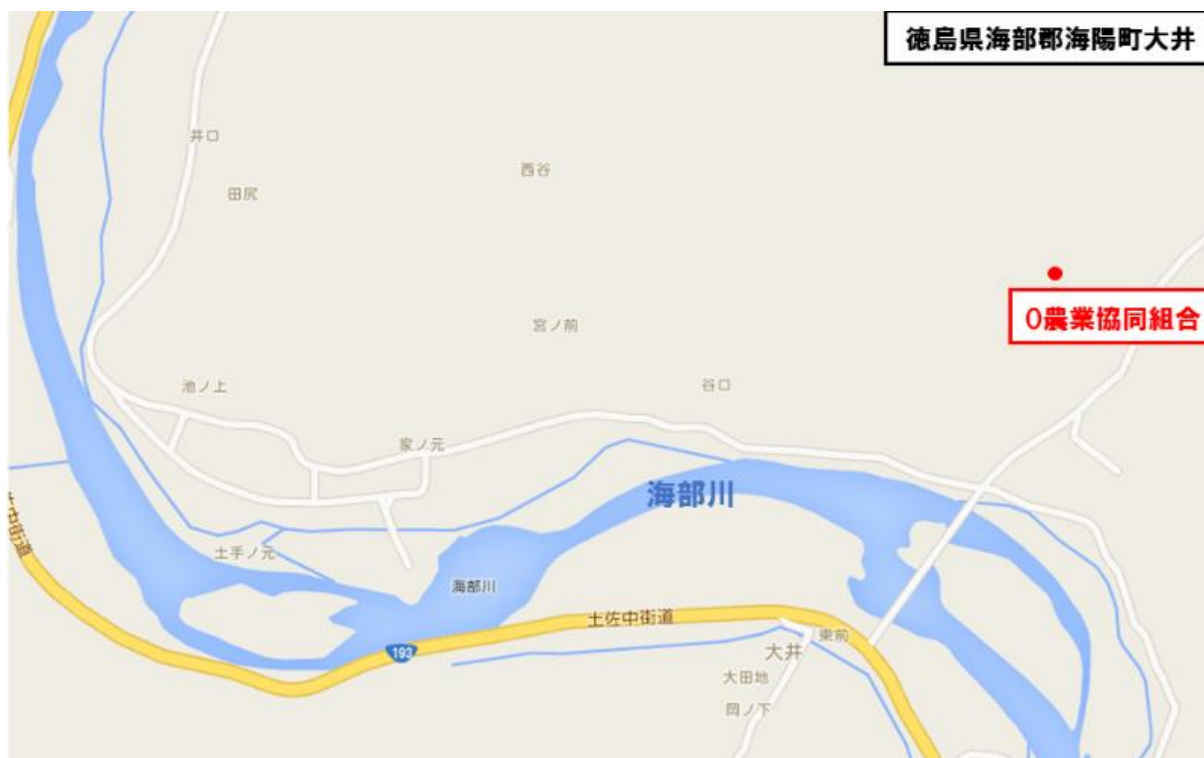 徳島県海部郡海陽町大井
井口
田尻
西谷
0農業協同組合
宮ノ前
池ノ上
谷口
家ノ元
海部川
中街道
土手ノ元
海部川
土佐中街道
193
東前
大井
大田地
岡ノ下